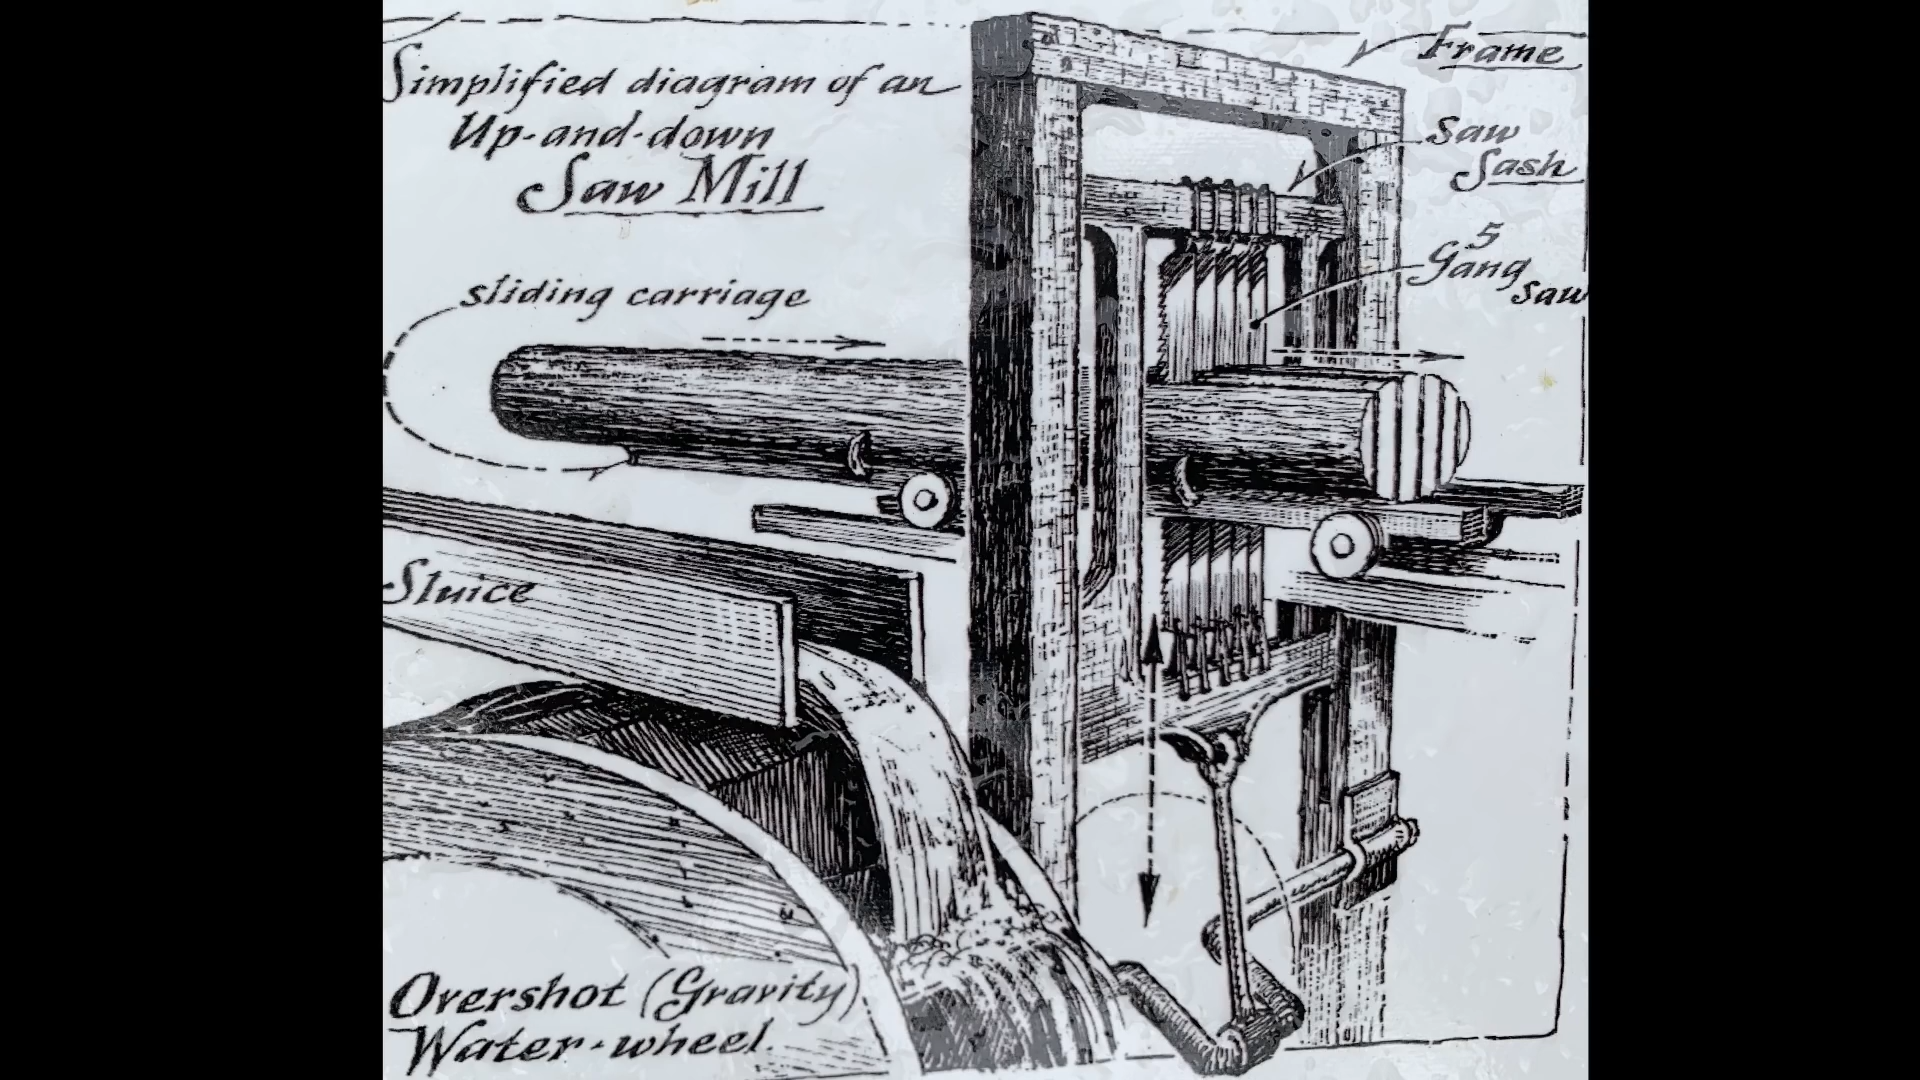 Simplified diagram of an
Up-and-down
Saw Mill
Frame
Saw
Sash
5
Gang
Saw
sliding carriage
Sluice
Overshot (Gravity)
Water-wheel.